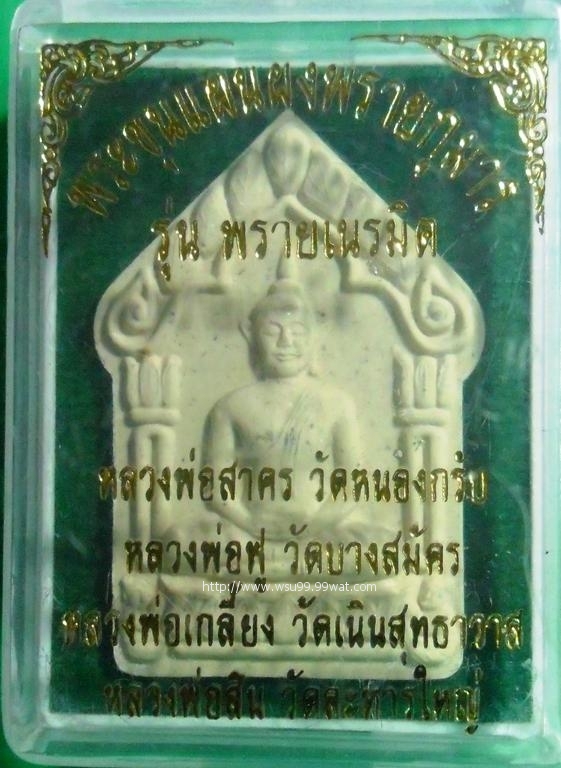 พระขุนแผนผงพรายกุมาร
รุ่น พรายเนรมิต
หลวงพ่อสาคร วัดหนองกรับ
หลวงพ่อฟู วัดบางสมัคร
http://www.wsu99.99wat.com
หลวงพ่อเกลี้ยง วัดเนินสุทธาวาส
หลวงพ่อสิน วัดละหารใหญ่